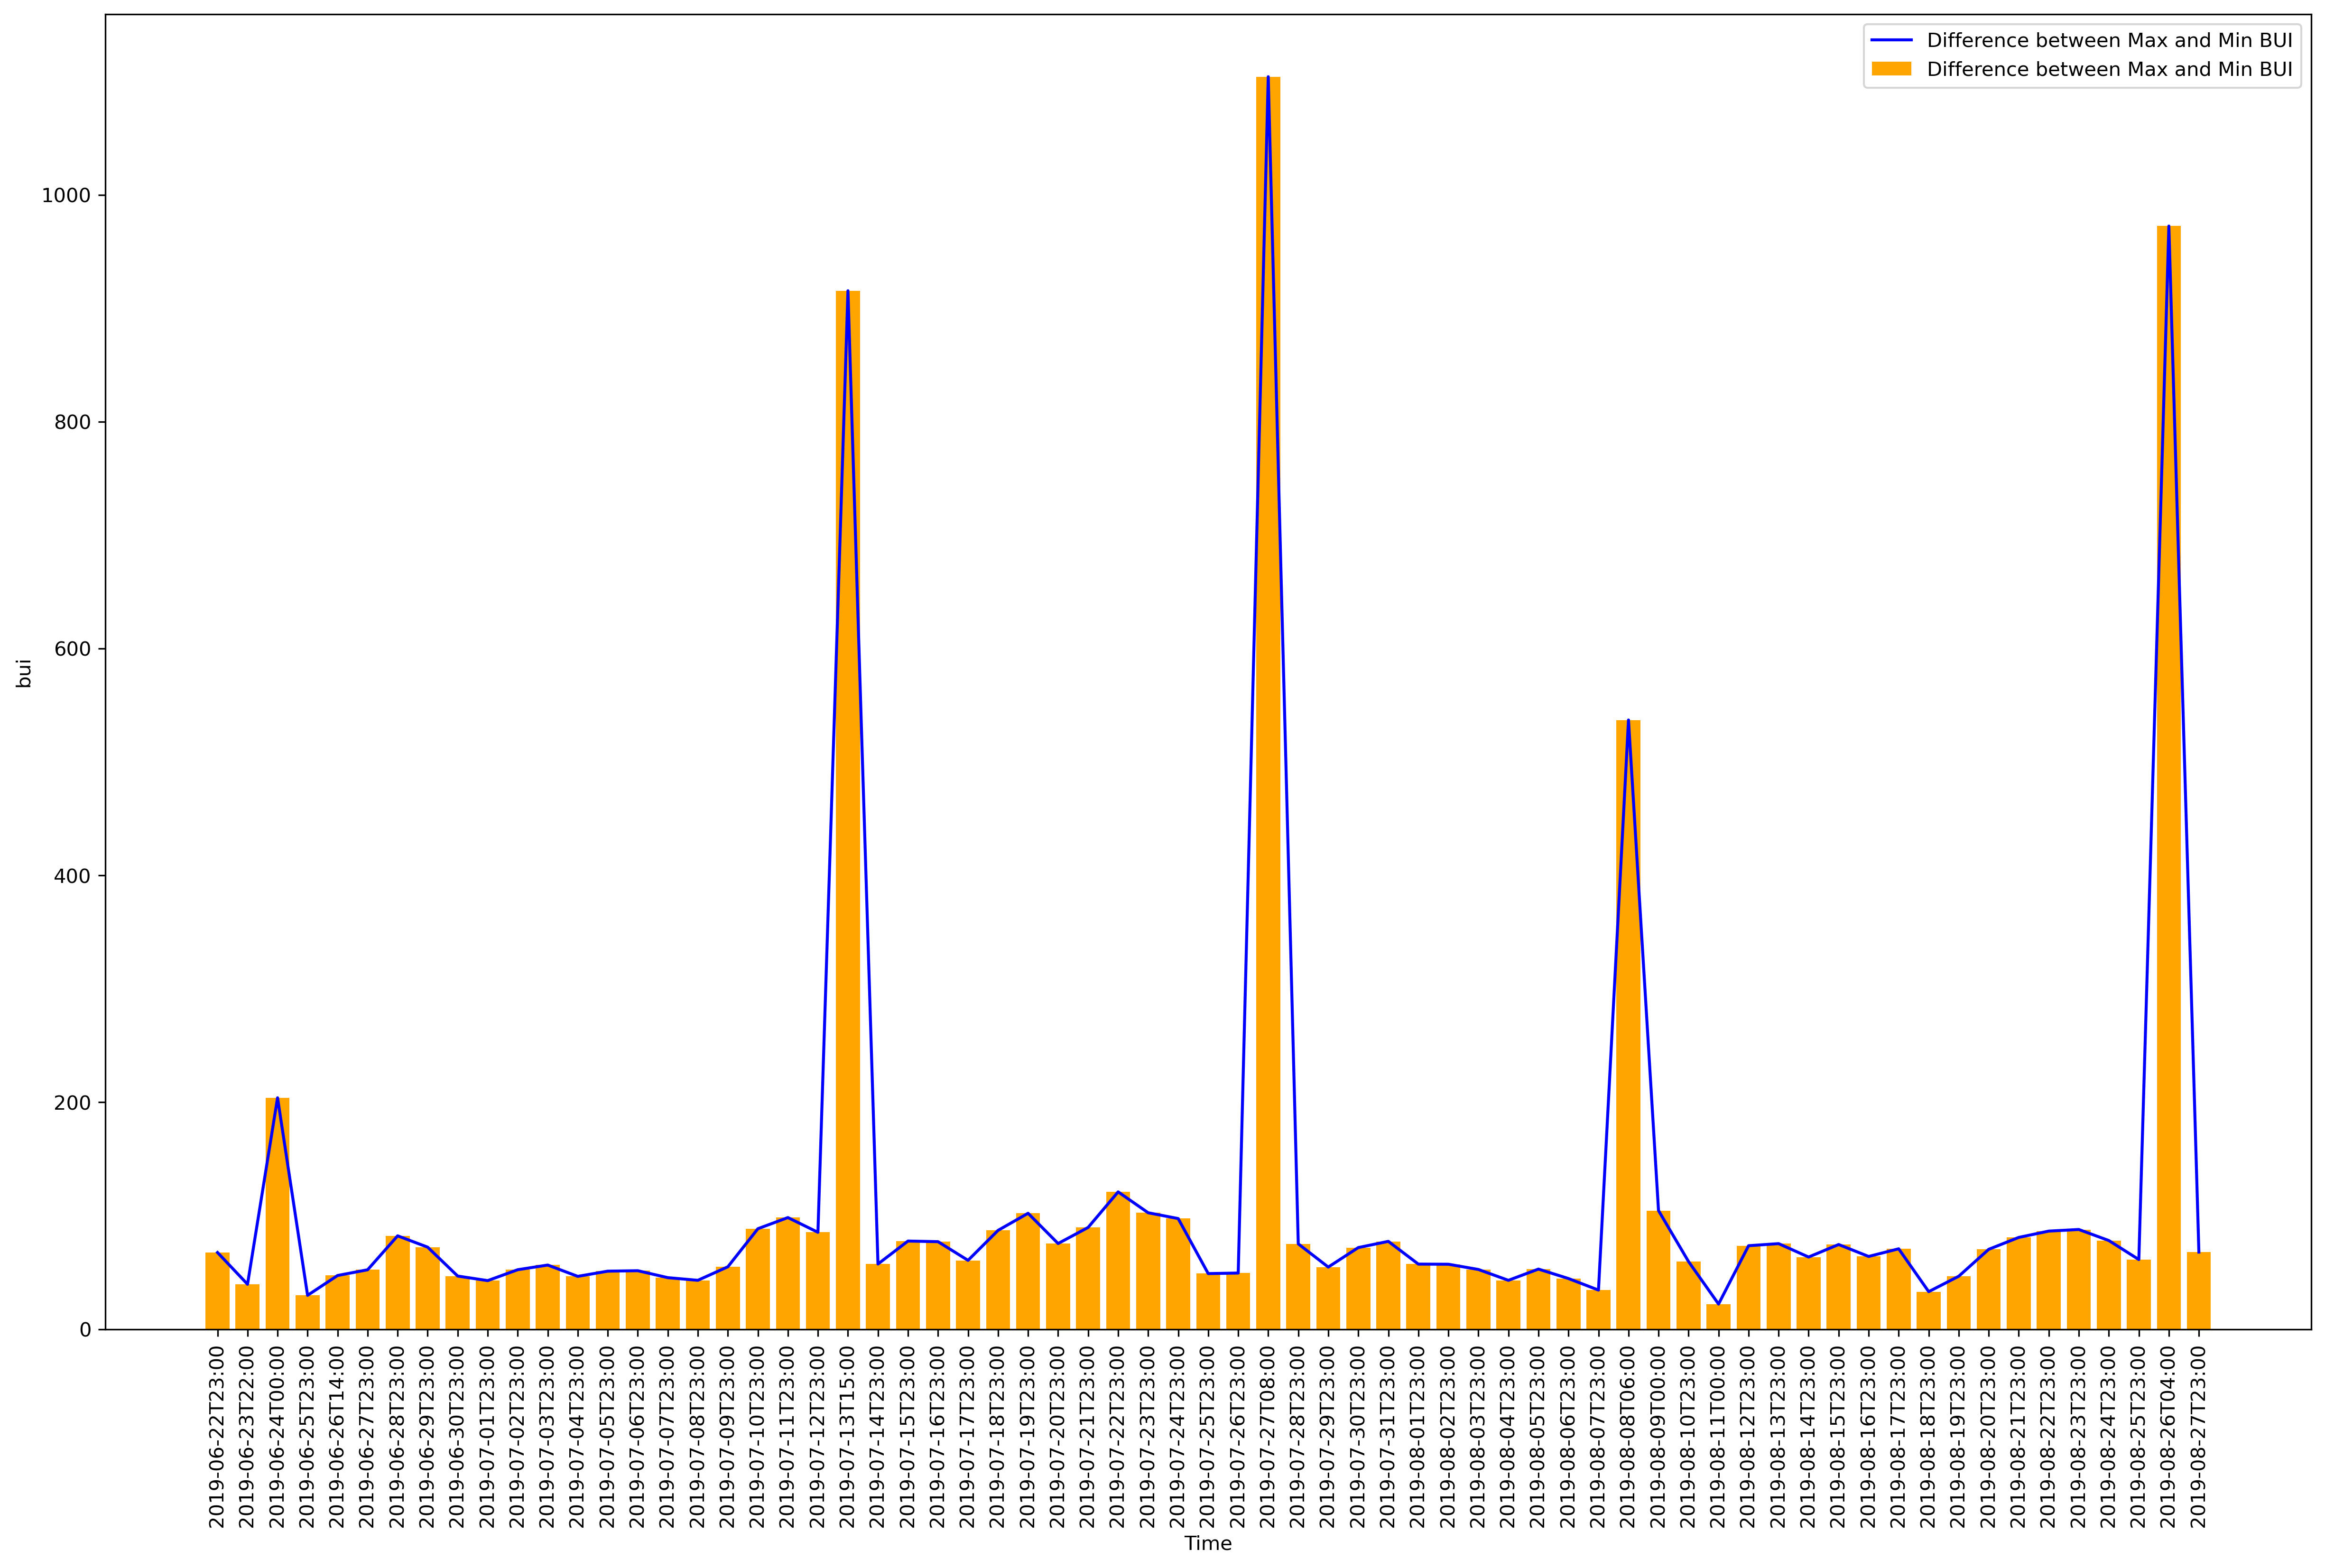 Difference between Max and Min BUI
Difference between Max and Min BUI
1000
800
600
400
200
0
bui
2019-06-22T23:00
2019-06-23T22:00
2019-06-24T00:00
2019-06-25T23:00
2019-06-26T14:00
2019-06-27T23:00
2019-06-28T23:00
2019-06-29T23:00
2019-06-30T23:00
2019-07-01T23:00
2019-07-02T23:00
2019-07-03T23:00
2019-07-04T23:00
2019-07-05T23:00
2019-07-06T23:00
2019-07-07T23:00
2019-07-08T23:00
2019-07-09T23:00
2019-07-10T23:00
2019-07-11T23:00
2019-07-12T23:00
2019-07-13T15:00
2019-07-14T23:00
2019-07-15T23:00
2019-07-16T23:00
2019-07-17T23:00
2019-07-18T23:00
2019-07-19T23:00
2019-07-20T23:00
2019-07-21T23:00
2019-07-22T23:00
2019-07-23T23:00
2019-07-24T23:00
2019-07-25T23:00
2019-07-26T23:00
2019-07-27T08:00
2019-07-28T23:00
2019-07-29T23:00
2019-07-30T23:00
2019-07-31T23:00
2019-08-01T23:00
2019-08-02T23:00
2019-08-03T23:00
2019-08-04T23:00
2019-08-05T23:00
2019-08-06T23:00
2019-08-07T23:00
2019-08-08T06:00
2019-08-09T00:00
2019-08-10T23:00
2019-08-11T00:00
2019-08-12T23:00
2019-08-13T23:00
2019-08-14T23:00
2019-08-15T23:00
2019-08-16T23:00
2019-08-17T23:00
2019-08-18T23:00
2019-08-19T23:00
2019-08-20T23:00
2019-08-21T23:00
2019-08-22T23:00
2019-08-23T23:00
2019-08-24T23:00
2019-08-25T23:00
2019-08-26T04:00
2019-08-27T23:00
Time